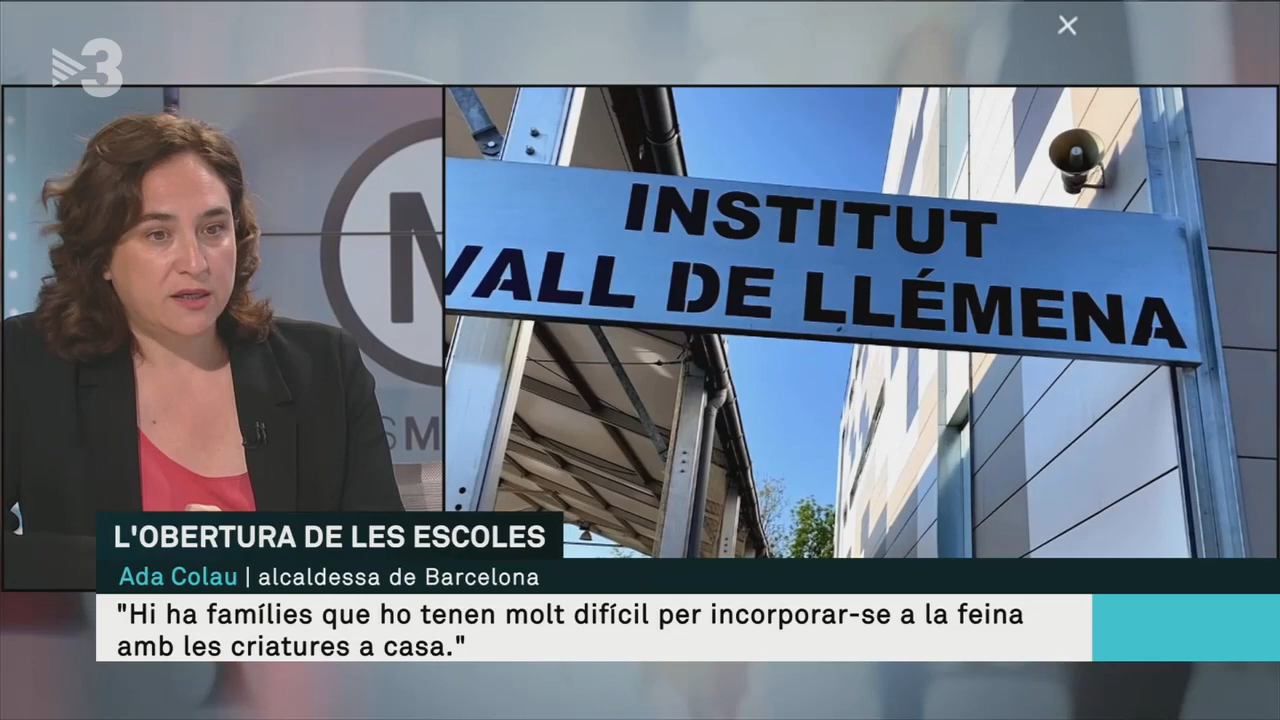 3
INSTITUT
VALL DE LLÉMENA
L'OBERTURA DE LES ESCOLES
Ada Colau | alcaldessa de Barcelona
"Hi ha famílies que ho tenen molt difícil per incorporar-se a la feina
amb les criatures a casa."